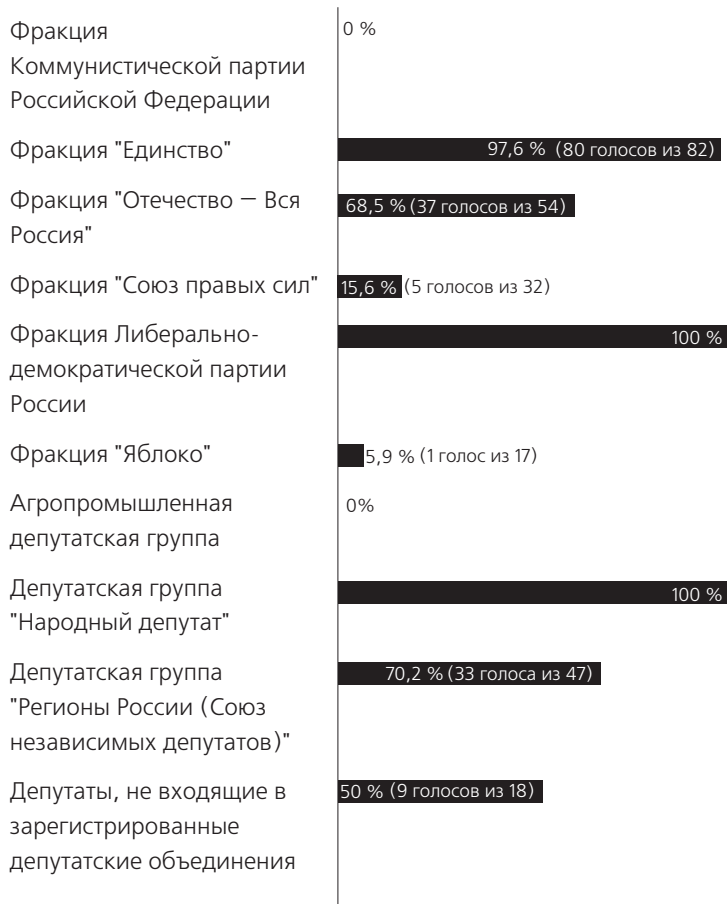 Фракция
Коммунистической партии
Российской Федерации
0 %
Фракция "Единство"
97,6 % (80 голосов из 82)
Фракция "Отечество — Вся
Россия"
68,5 % (37 голосов из 54)
Фракция "Союз правых сил"
15,6 % (5 голосов из 32)
Фракция Либерально-
демократической партии
России
100 %
Фракция "Яблоко"
5,9 % (1 голос из 17)
Агропромышленная
депутатская группа
0%
Депутатская группа
"Народный депутат"
100 %
Депутатская группа
"Регионы России (Союз
независимых депутатов)"
70,2 % (33 голоса из 47)
Депутаты, не входящие в
зарегистрированные
депутатские объединения
50 % (9 голосов из 18)